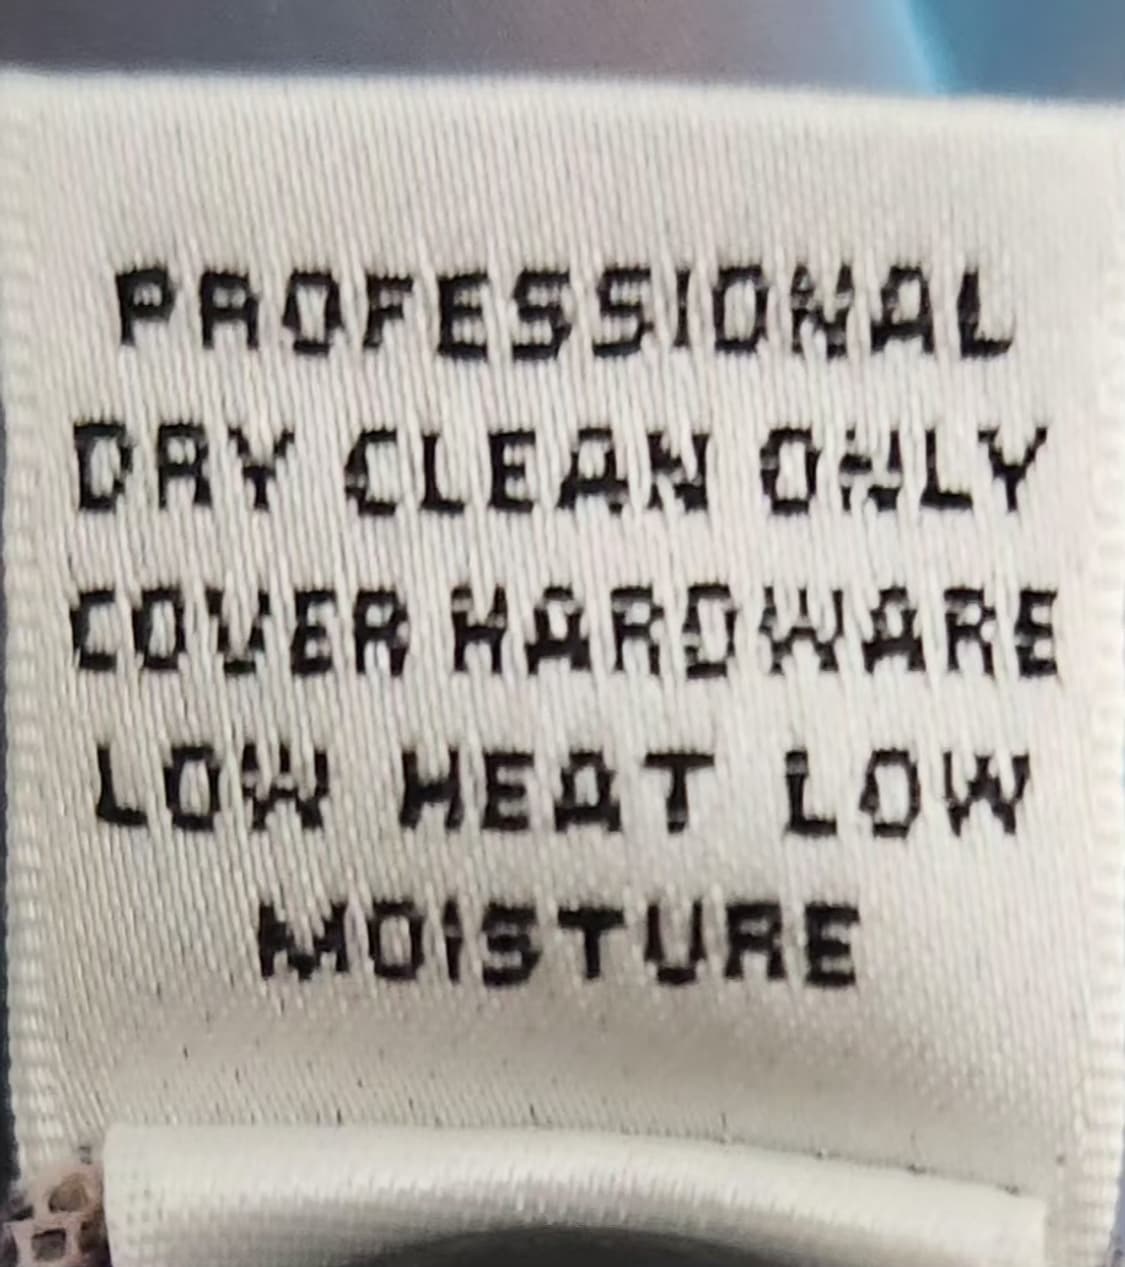 PROFESSIONAL
DRY CLEAN ONLY
COVER HARDWARE
LOW HEAT LOW
MOISTURE